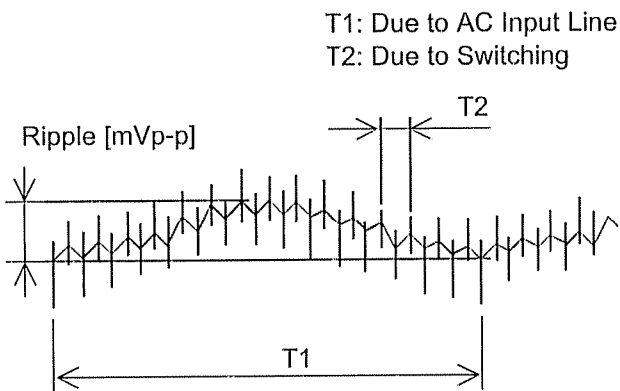 T1: Due to AC Input Line
T2: Due to Switching
T2
Ripple [mVp-p]
T1